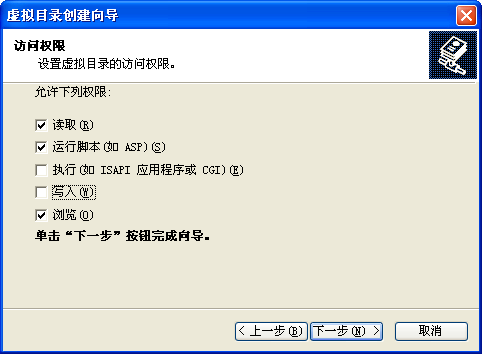 虚拟目录创建向导
访问权限
设置虚拟目录的访问权限。
允许下列权限:
读取(R)
运行脚本(如 ASP)(S)
执行(如 ISAPI 应用程序或 CGI)(E)
写入(W)
浏览(O)
单击“下一步”按钮完成向导。
< 上一步(B) 下一步(N) > 取消